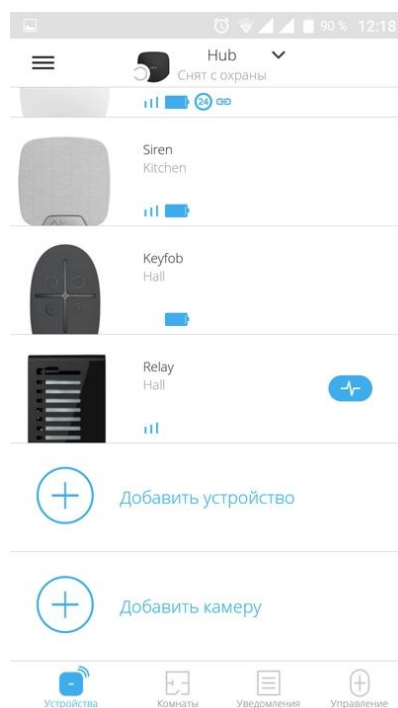 90 % 12:18
Hub
Снят с охраны
24
Siren
Kitchen
Keyfob
Hall
Relay
Hall
Добавить устройство
Добавить камеру
Устройства Комнаты Уведомления Управление